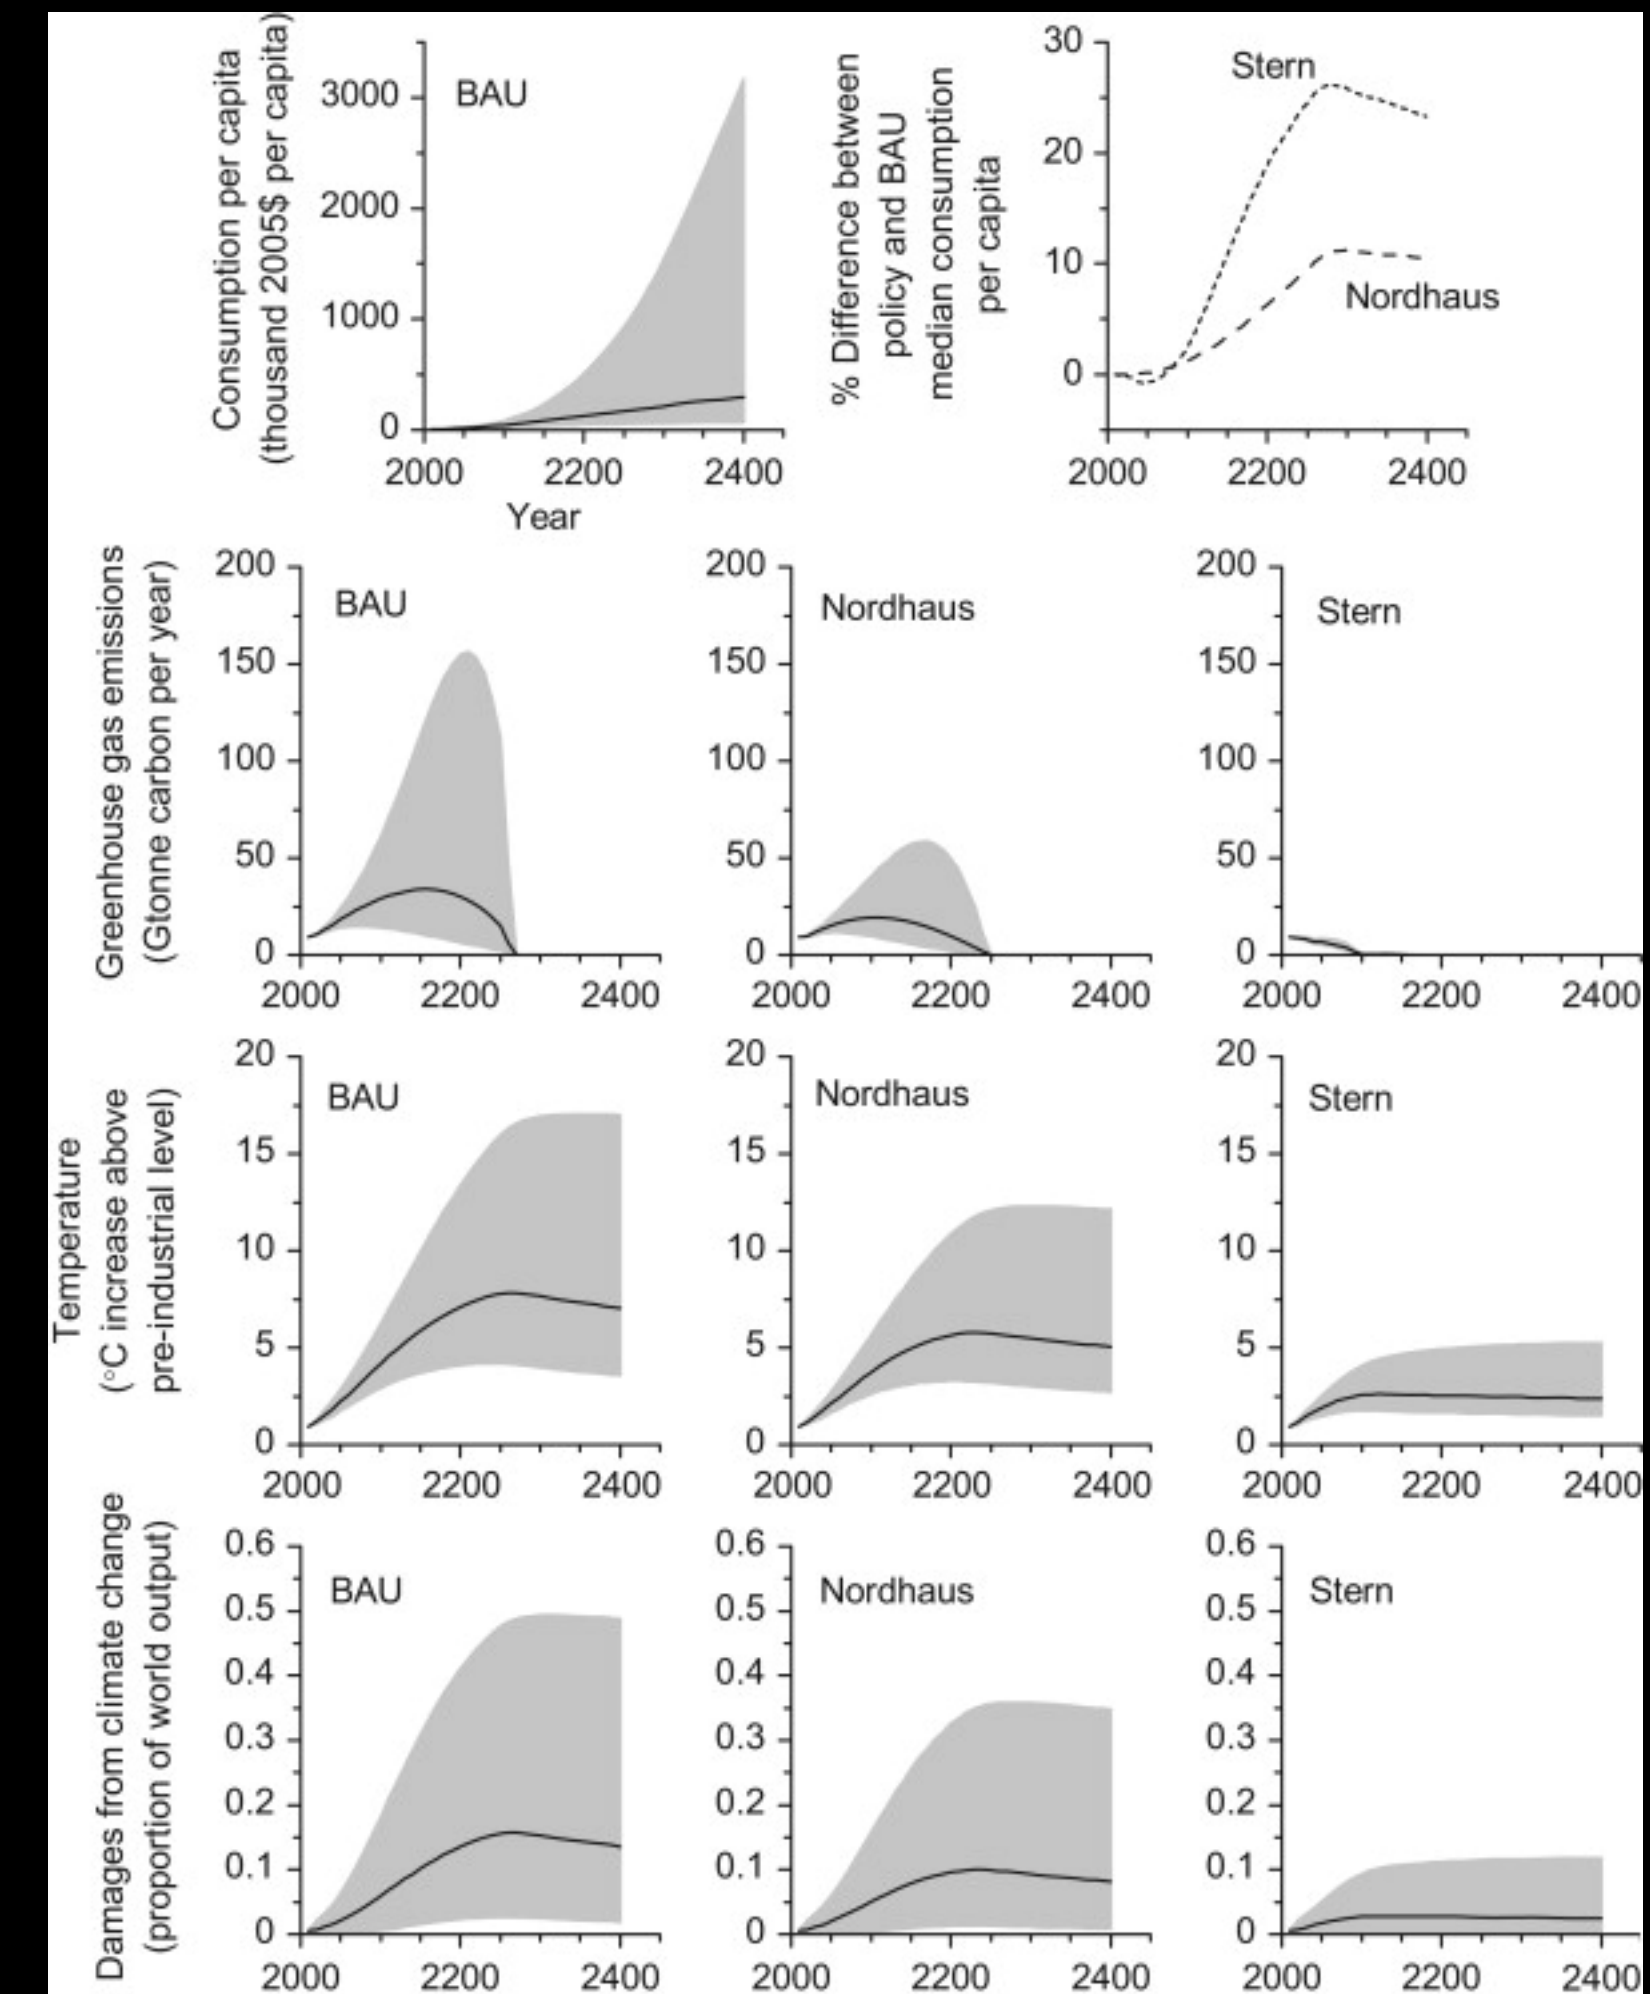 Consumption per capita
(thousand 2005$ per capita)
3000
2000
1000
0
BAU
2000 2200 2400
Year
% Difference between
policy and BAU
median consumption
per capita
30
20
10
0
Stern
Nordhaus
2000 2200 2400
Greenhouse gas emissions
(Gtonne carbon per year)
200
150
100
50
0
BAU
2000 2200 2400
200
150
100
50
0
Nordhaus
2000 2200 2400
200
150
100
50
0
Stern
2000 2200 2400
Temperature
(°C increase above
pre-industrial level)
20
15
10
5
0
BAU
2000 2200 2400
20
15
10
5
0
Nordhaus
2000 2200 2400
20
15
10
5
0
Stern
2000 2200 2400
Damages from climate change
(proportion of world output)
0.6
0.5
0.4
0.3
0.2
0.1
0
BAU
2000 2200 2400
0.6
0.5
0.4
0.3
0.2
0.1
0
Nordhaus
2000 2200 2400
0.6
0.5
0.4
0.3
0.2
0.1
0
Stern
2000 2200 2400